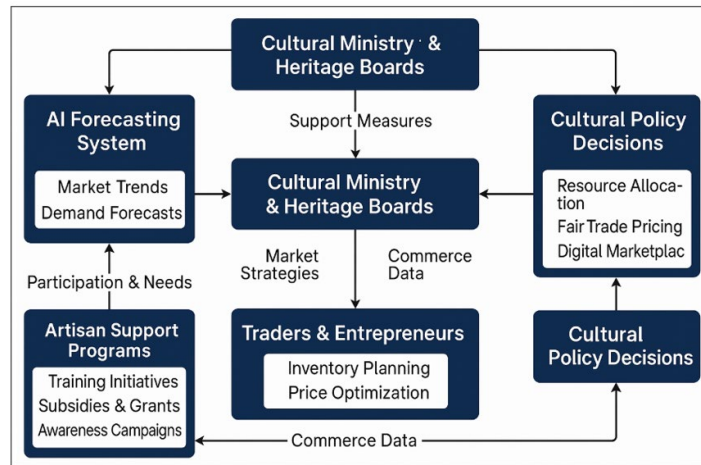 Cultural Ministry &
Heritage Boards
AI Forecasting
System
Market Trends
Demand Forecasts
Support Measures
Cultural Policy
Decisions
Resource Alloca-
tion
Fair Trade Pricing
Digital Marketplac
Cultural Ministry
& Heritage Boards
Participation & Needs
Market
Strategies
Commerce
Data
Artisan Support
Programs
Training Initiatives
Subsidies & Grants
Awareness Campaigns
Traders & Entrepreneurs
Inventory Planning
Price Optimization
Cultural
Policy Decisions
Commerce Data